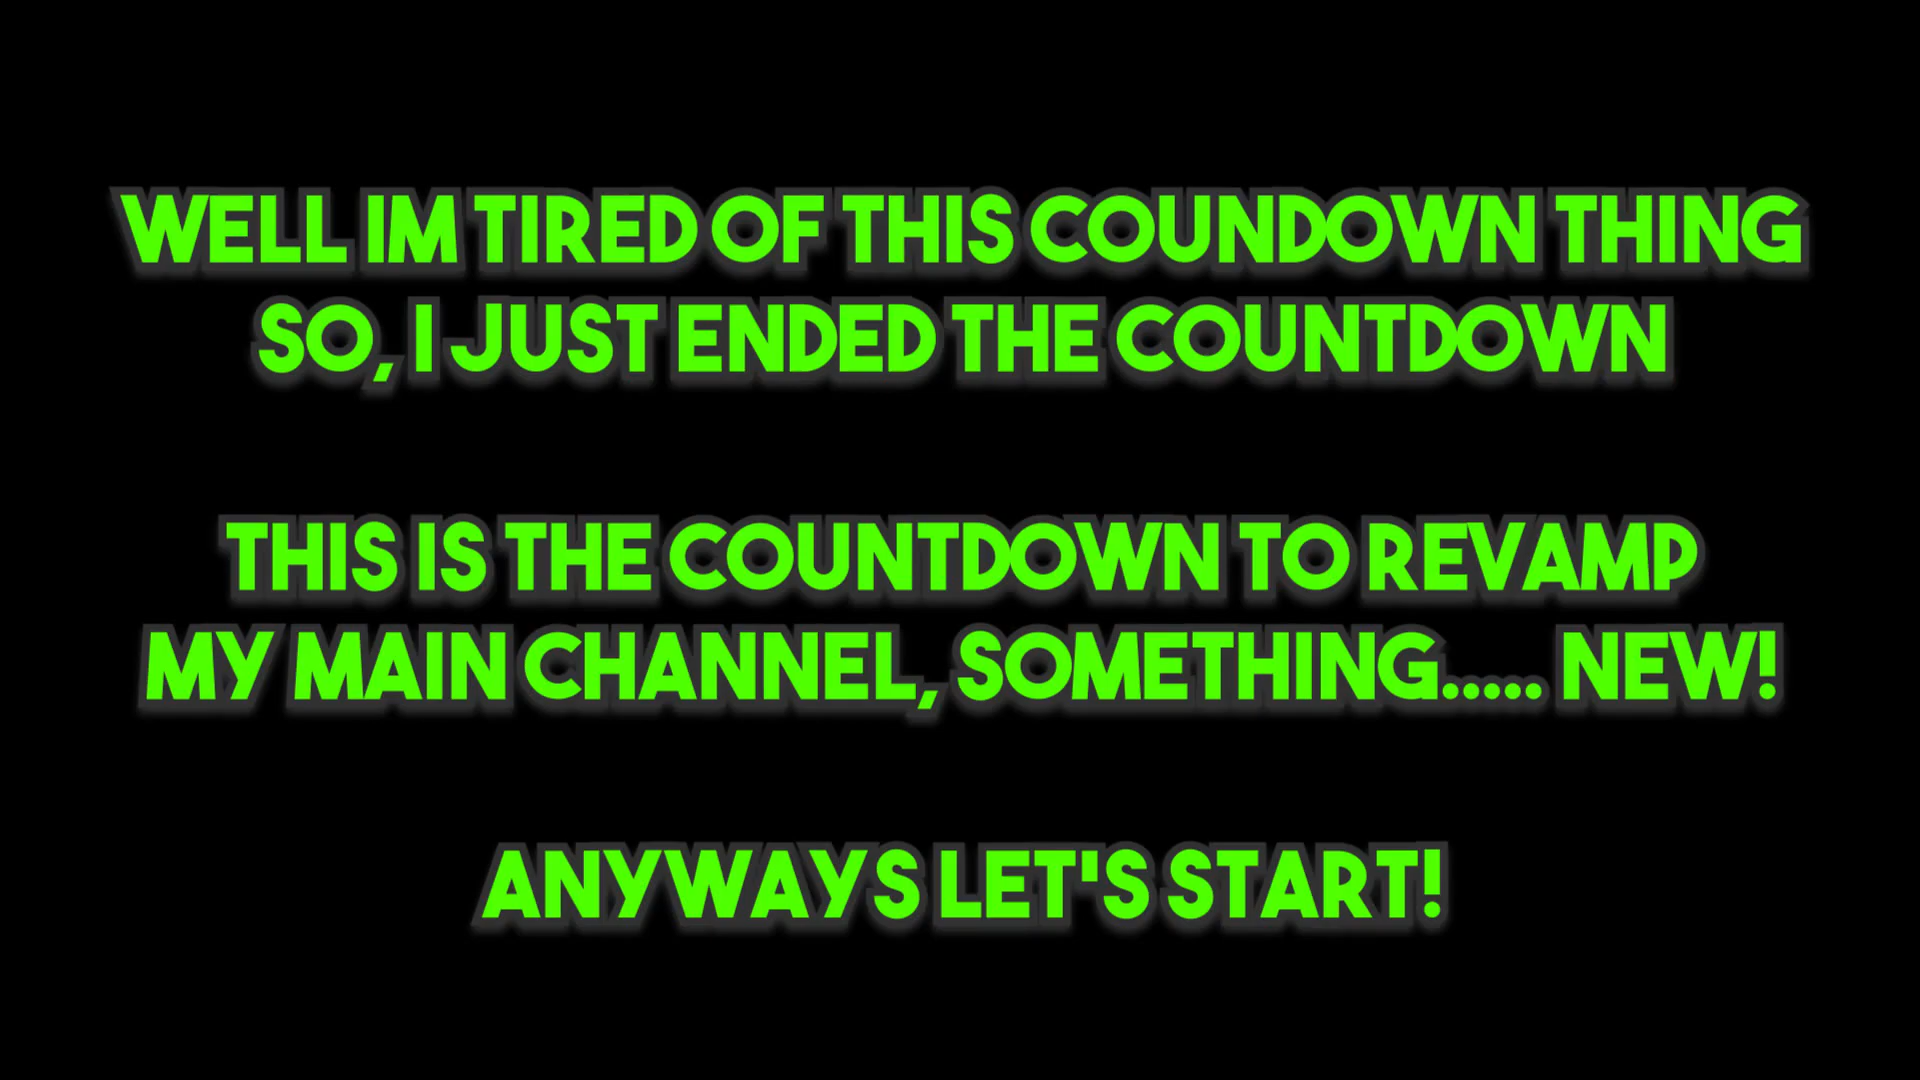 WELL IM TIRED OF THIS COUNDOWN THING
SO, I JUST ENDED THE COUNTDOWN
THIS IS THE COUNTDOWN TO REVAMP
MY MAIN CHANNEL, SOMETHING..... NEW!
ANYWAYS LET'S START!